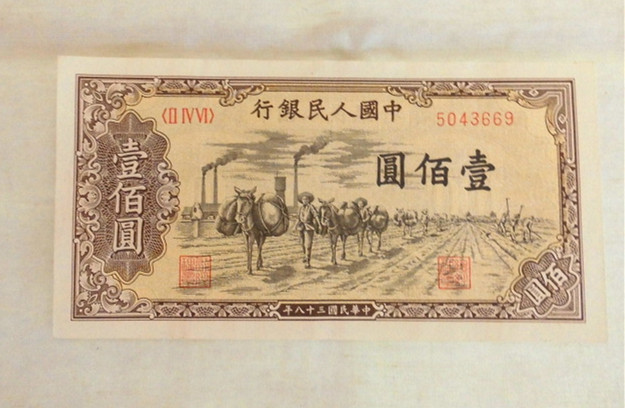 中國人民銀行
〈II IV VI〉
5043669
壹佰圓
壹佰圓
佰圓
中華民國三十八年